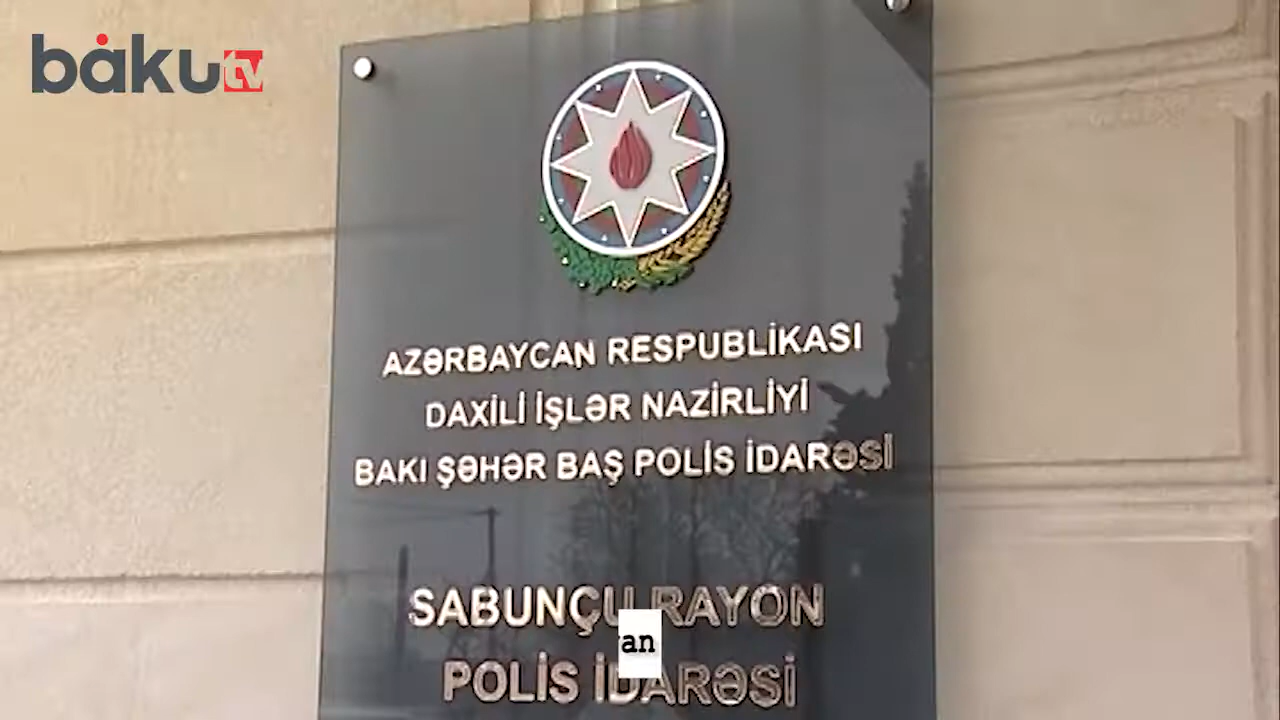 bakutv
AZƏRBAYCAN RESPUBLİKASI
DAXİLİ İŞLƏR NAZİRLİYİ
BAKI ŞƏHƏR BAŞ POLİS İDARƏSİ
SABUNÇU RAYON
POLİS İDARƏSİ